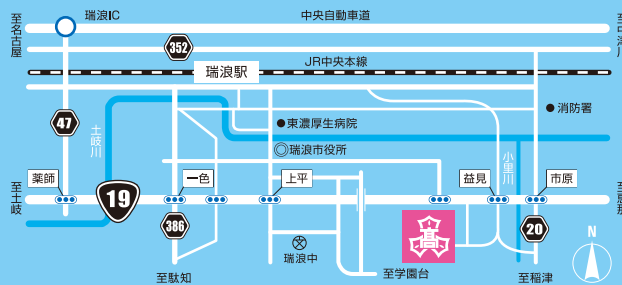 至名古屋
瑞浪IC
中央自動車道
至中津川
352
JR中央本線
瑞浪駅
47
土岐川
●消防署
●東濃厚生病院
◎瑞浪市役所
小里川
薬師
一色
上平
益見
市原
至土岐
19
至恵那
386
高
20
瑞浪中
N
至駄知
至学園台
至稲津